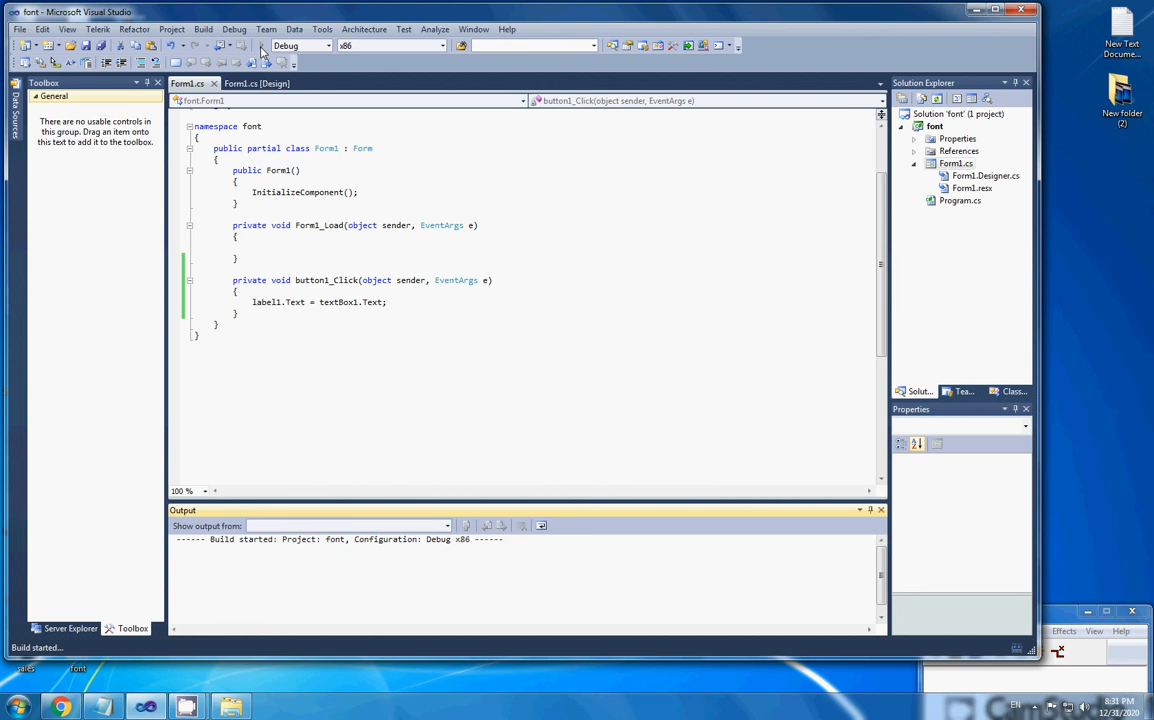 font - Microsoft Visual Studio
File Edit View Telerik Refactor Project Build Debug Team Data Tools Architecture Test Analyze Window Help
Debug x86
Toolbox
General
There are no usable controls in
this group. Drag an item onto
this text to add it to the toolbox.
Data Sources
Form1.cs Form1.cs [Design]
font.Form1 button1_Click(object sender, EventArgs e)
namespace font
{
public partial class Form1 : Form
{
public Form1()
{
InitializeComponent();
}
private void Form1_Load(object sender, EventArgs e)
{
}
private void button1_Click(object sender, EventArgs e)
{
label1.Text = textBox1.Text;
}
}
}
100 %
Output
Show output from:
------ Build started: Project: font, Configuration: Debug x86 ------
Server Explorer Toolbox
Build started...
Solution Explorer
Solution 'font' (1 project)
font
Properties
References
Form1.cs
Form1.Designer.cs
Form1.resx
Program.cs
Solut... Tea... Class...
Properties
New Text
Docume...
New folder
(2)
Effects View Help
sales font
EN
8:31 PM
12/31/2020